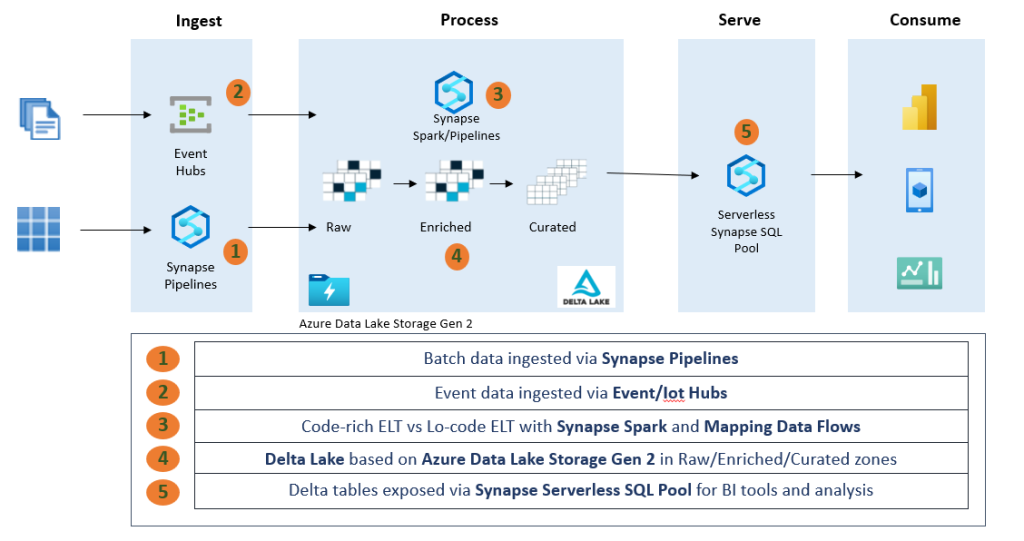 Ingest
Process
Serve
Consume
2
Event
Hubs
1
Synapse
Pipelines
3
Synapse
Spark/Pipelines
Raw
Enriched
Curated
4
DELTA LAKE
Azure Data Lake Storage Gen 2
5
Serverless
Synapse SQL
Pool
1
Batch data ingested via Synapse Pipelines
2
Event data ingested via Event/Iot Hubs
3
Code-rich ELT vs Lo-code ELT with Synapse Spark and Mapping Data Flows
4
Delta Lake based on Azure Data Lake Storage Gen 2 in Raw/Enriched/Curated zones
5
Delta tables exposed via Synapse Serverless SQL Pool for BI tools and analysis